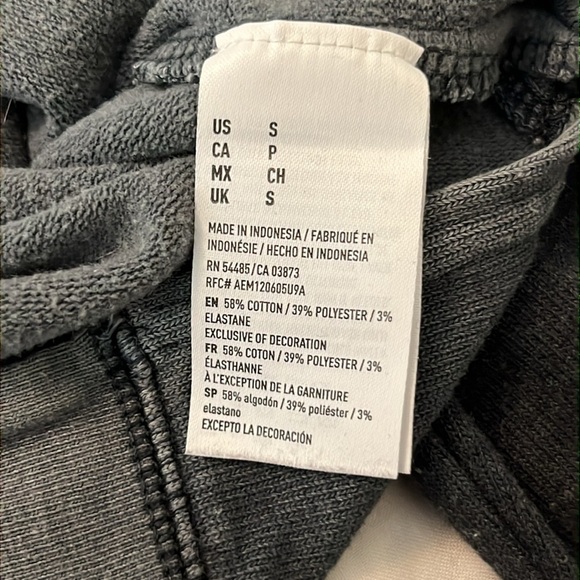 US S
CA P
MX CH
UK S
MADE IN INDONESIA / FABRIQUÉ EN
INDONÉSIE / HECHO EN INDONESIA
RN 54485/CA 03873
RFC# AEM120605U9A
EN 58% COTTON / 39% POLYESTER / 3%
ELASTANE
EXCLUSIVE OF DECORATION
FR 58% COTON / 39% POLYESTER / 3%
ÉLASTHANNE
À L'EXCEPTION DE LA GARNITURE
SP 58% algodón / 39% poliéster / 3%
elastano
EXCEPTO LA DECORACIÓN